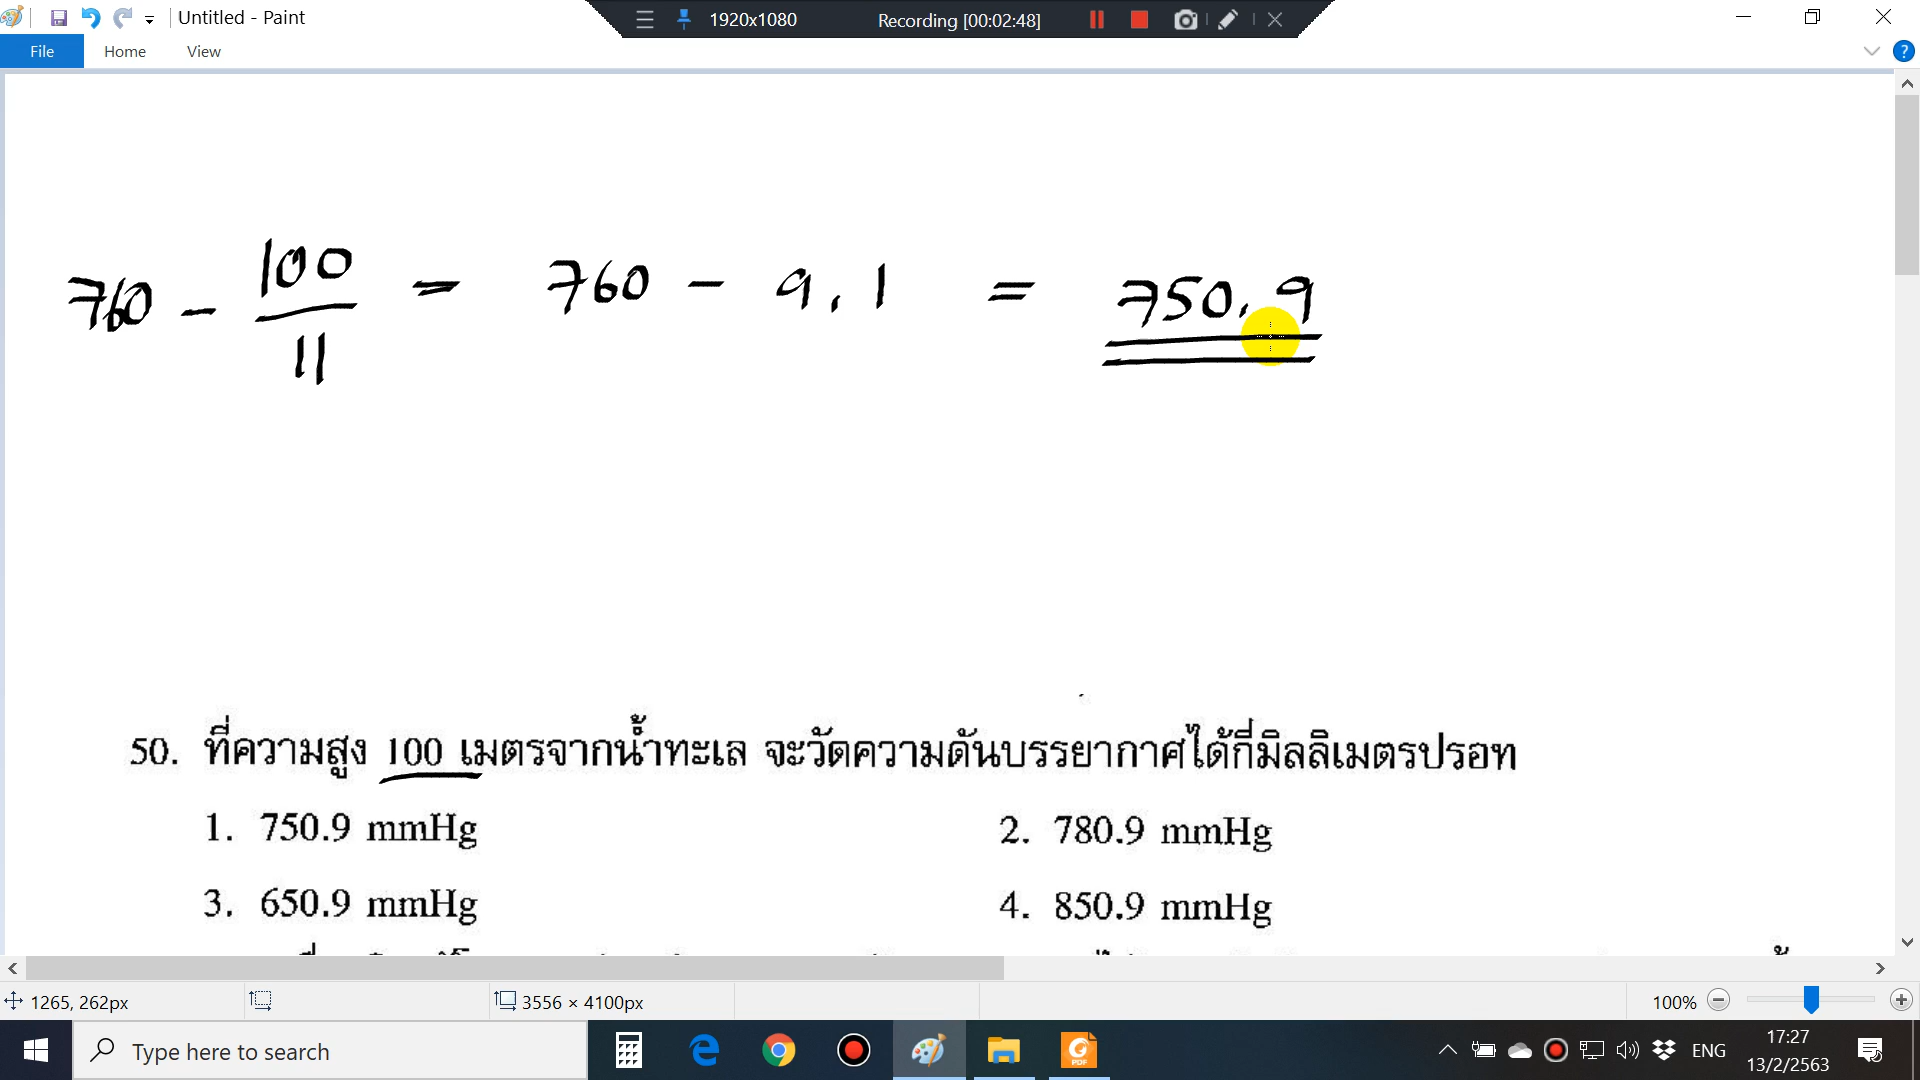 Untitled - Paint
1920x1080
Recording [00:02:48]
File Home View
760 - 100/11 = 760 - 9.1 = 750.9
50. ที่ความสูง 100 เมตรจากน้ำทะเล จะวัดความดันบรรยากาศได้กี่มิลลิเมตรปรอท
1. 750.9 mmHg
2. 780.9 mmHg
3. 650.9 mmHg
4. 850.9 mmHg
1265, 262px
3556 × 4100px
100%
Type here to search
ENG
17:27
13/2/2563